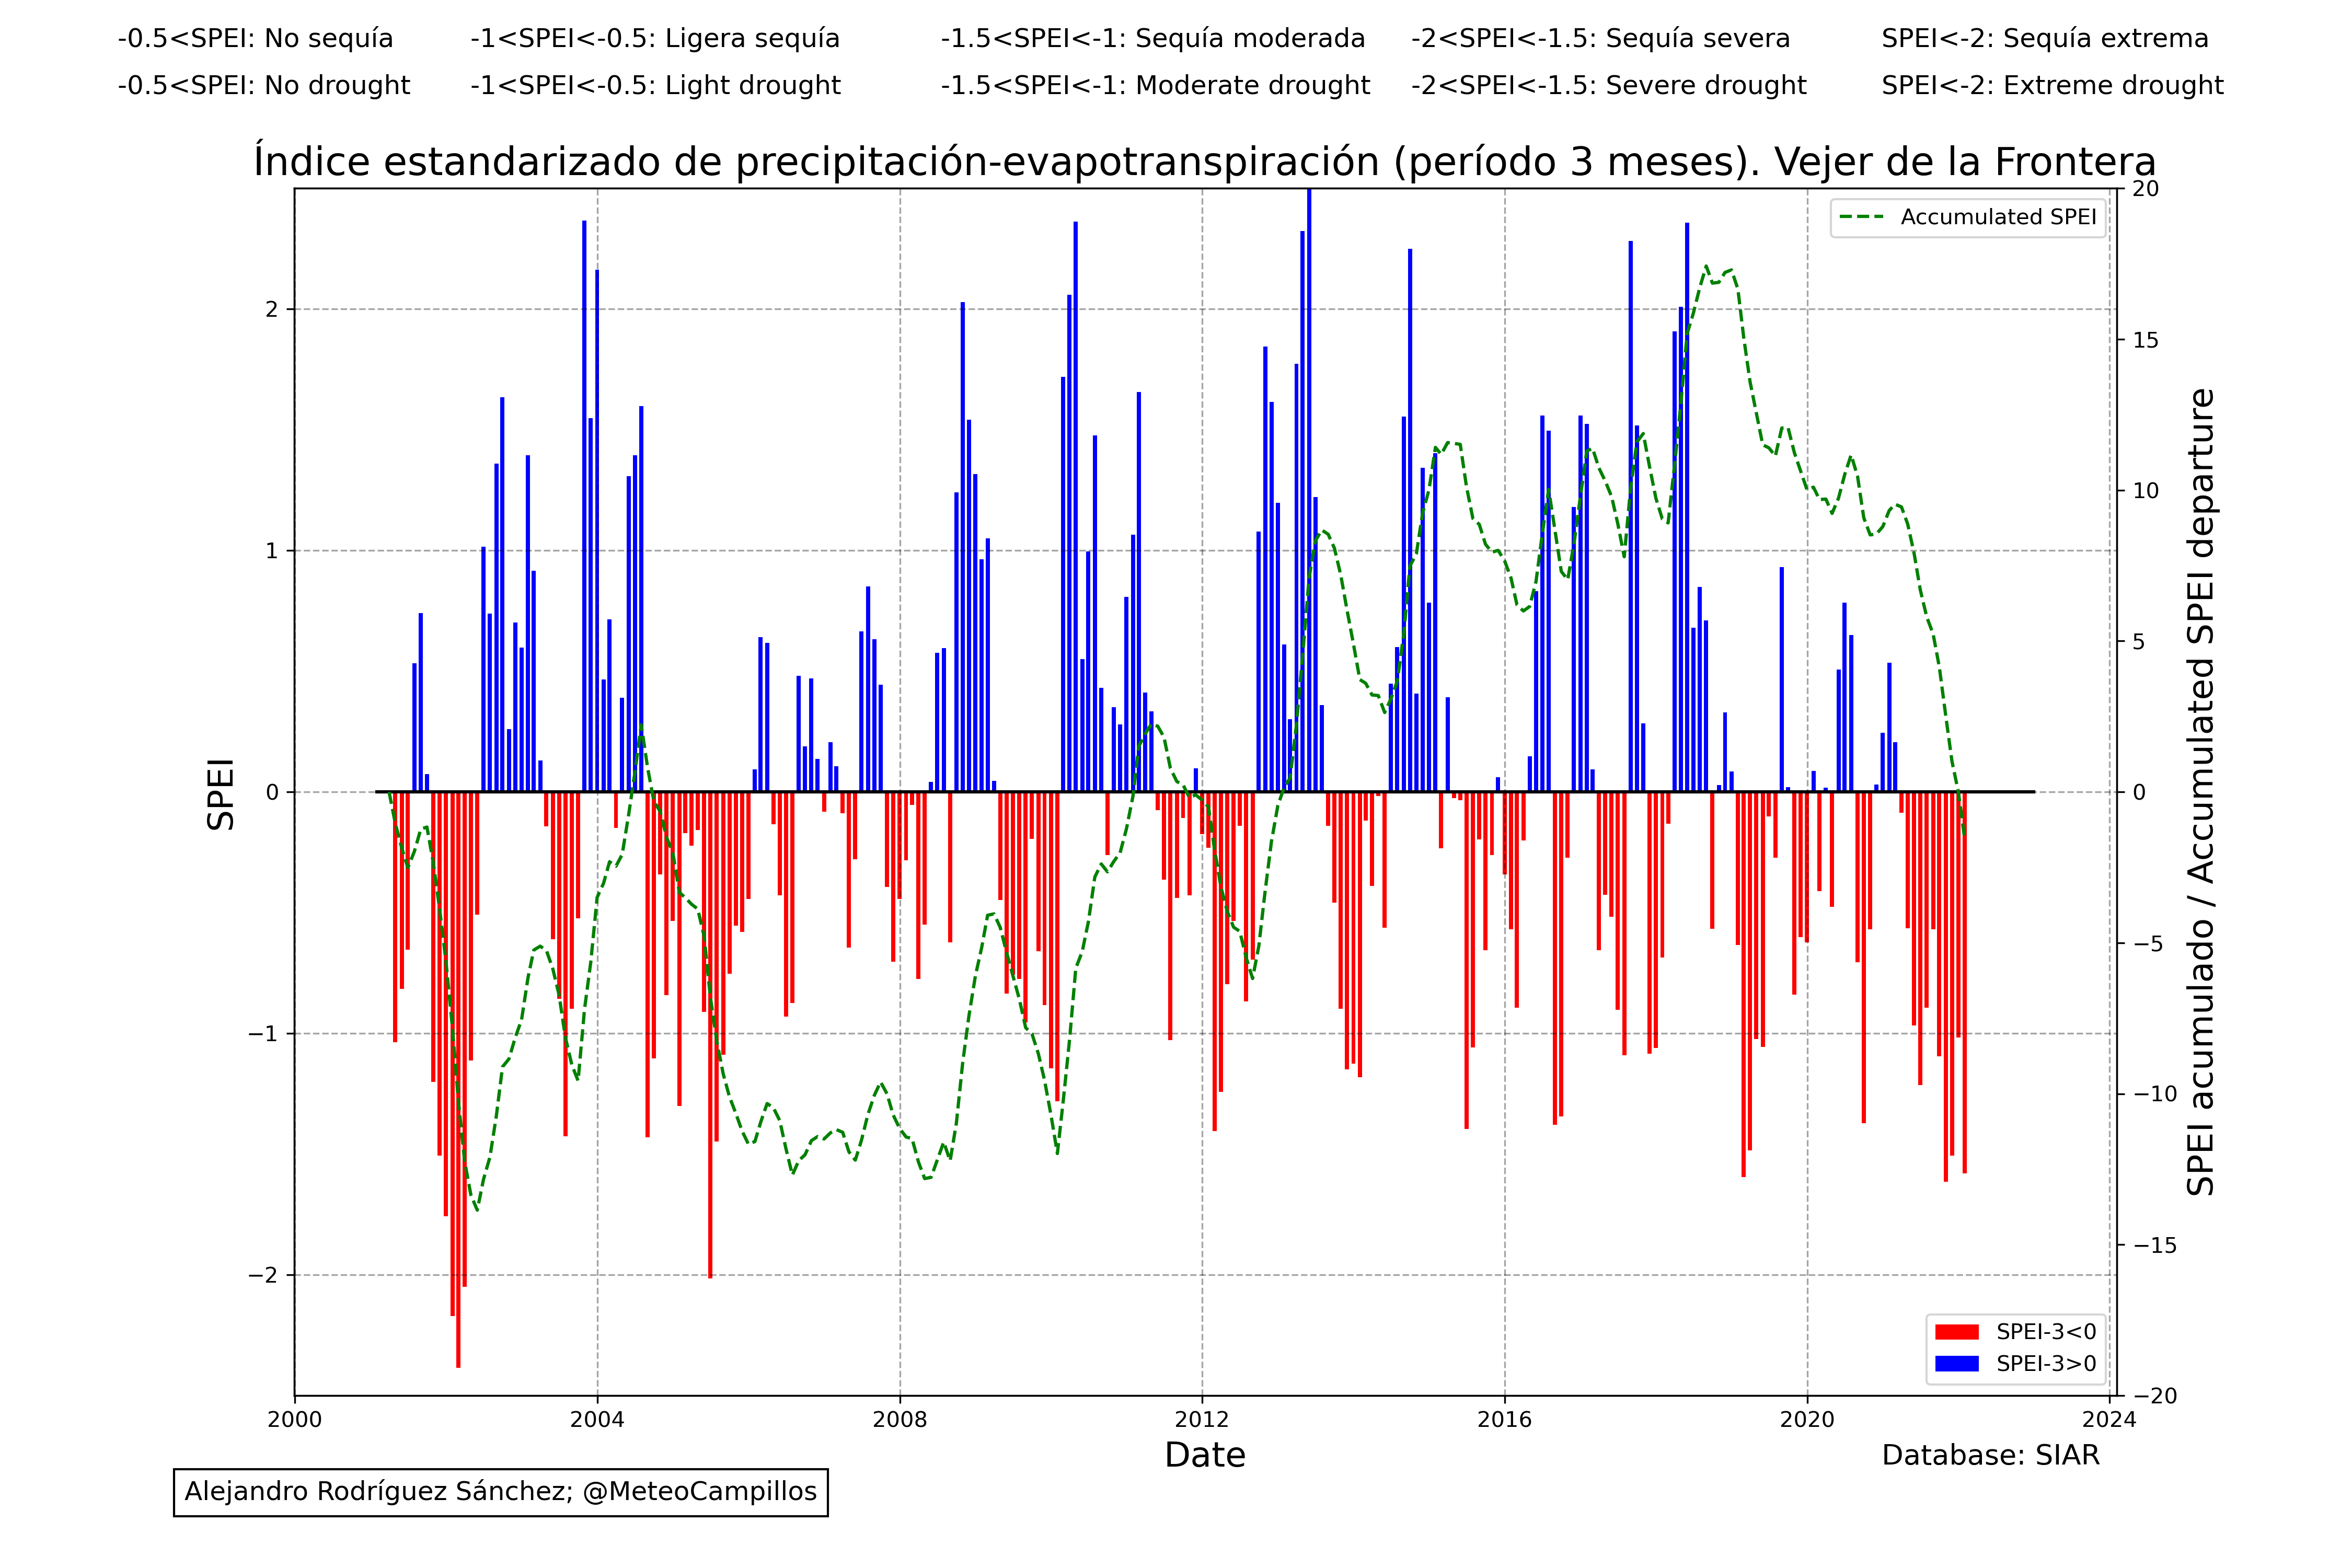 -0.5<SPEI: No sequía -1<SPEI<-0.5: Ligera sequía -1.5<SPEI<-1: Sequía moderada -2<SPEI<-1.5: Sequía severa SPEI<-2: Sequía extrema
-0.5<SPEI: No drought -1<SPEI<-0.5: Light drought -1.5<SPEI<-1: Moderate drought -2<SPEI<-1.5: Severe drought SPEI<-2: Extreme drought
Índice estandarizado de precipitación-evapotranspiración (período 3 meses). Vejer de la Frontera
Accumulated SPEI
SPEI
2
1
0
−1
−2
20
15
10
5
0
−5
−10
−15
−20
SPEI acumulado / Accumulated SPEI departure
SPEI-3<0
SPEI-3>0
2000 2004 2008 2012 2016 2020 2024
Date
Database: SIAR
Alejandro Rodríguez Sánchez; @MeteoCampillos